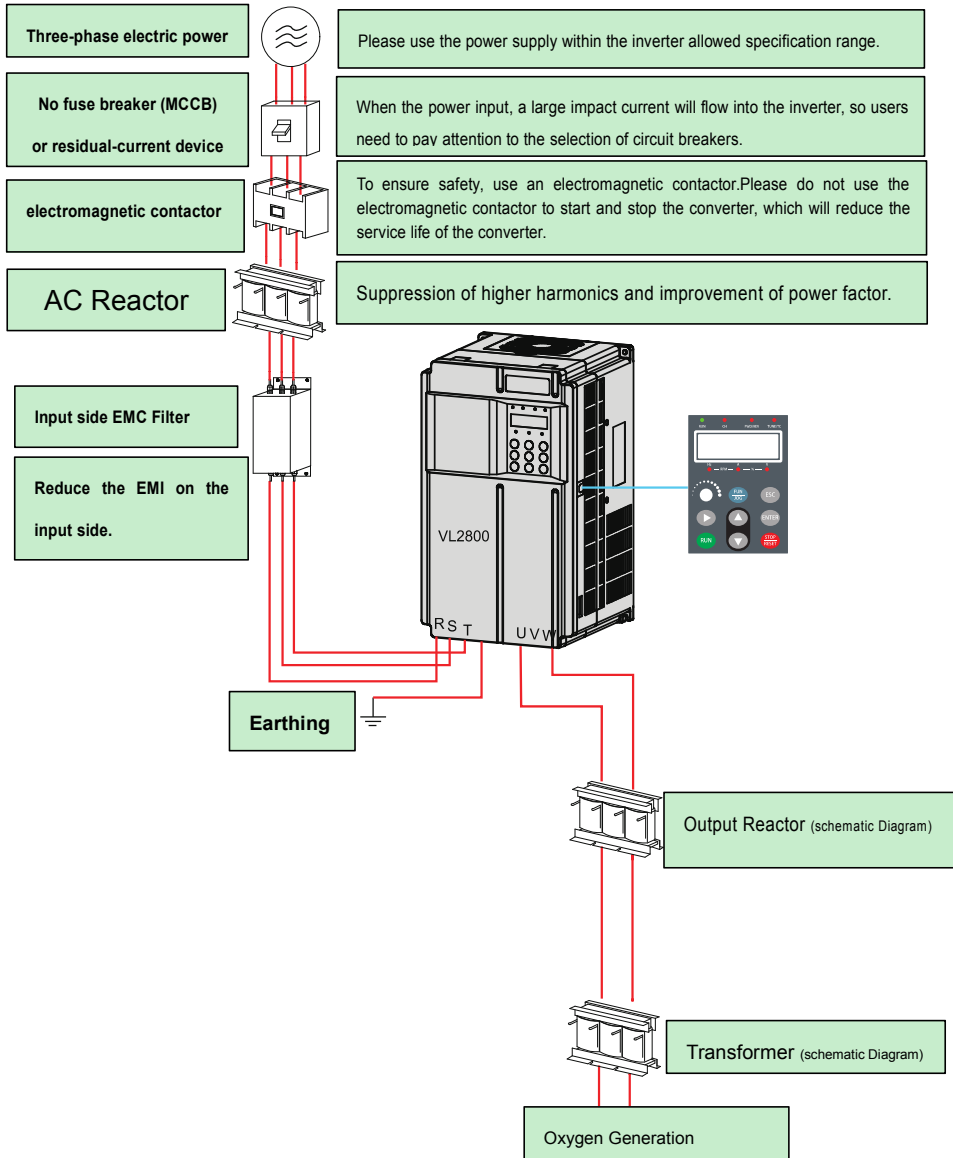 Three-phase electric power
Please use the power supply within the inverter allowed specification range.
No fuse breaker (MCCB)
or residual-current device
When the power input, a large impact current will flow into the inverter, so users
need to pay attention to the selection of circuit breakers.
electromagnetic contactor
To ensure safety, use an electromagnetic contactor.Please do not use the
electromagnetic contactor to start and stop the converter, which will reduce the
service life of the converter.
AC Reactor
Suppression of higher harmonics and improvement of power factor.
Input side EMC Filter
Reduce the EMI on the
input side.
VL2800
R S T
U V W
ESC
ENTER
RUN
STOP
RESET
Earthing
Output Reactor (schematic Diagram)
Transformer (schematic Diagram)
Oxygen Generation